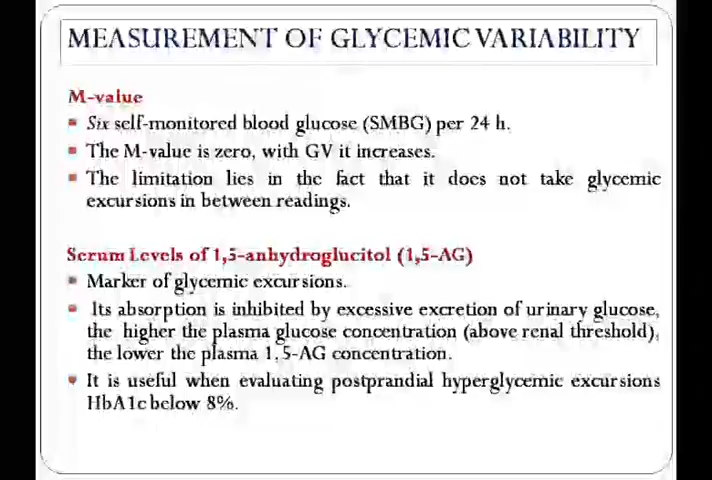 MEASUREMENT OF GLYCEMIC VARIABILITY
M-value
Six self-monitored blood glucose (SMBG) per 24 h.
The M-value is zero, with GV it increases.
The limitation lies in the fact that it does not take glycemic
excursions in between readings.
Serum Levels of 1,5-anhydroglucitol (1,5-AG)
Marker of glycemic excursions.
Its absorption is inhibited by excessive excretion of urinary glucose,
the higher the plasma glucose concentration (above renal threshold),
the lower the plasma 1,5-AG concentration.
It is useful when evaluating postprandial hyperglycemic excursions
HbA1c below 8%.